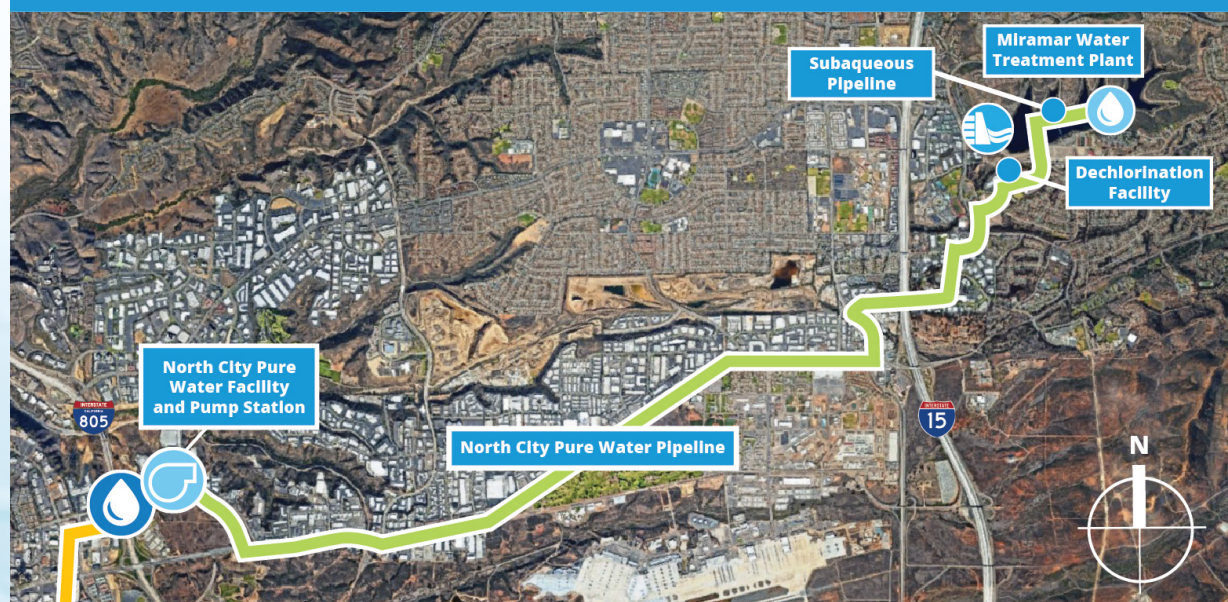 Miramar Water
Treatment Plant
Subaqueous
Pipeline
Dechlorination
Facility
North City Pure
Water Facility
and Pump Station
INTERSTATE
CALIFORNIA
805
North City Pure Water Pipeline
INTERSTATE
15
N